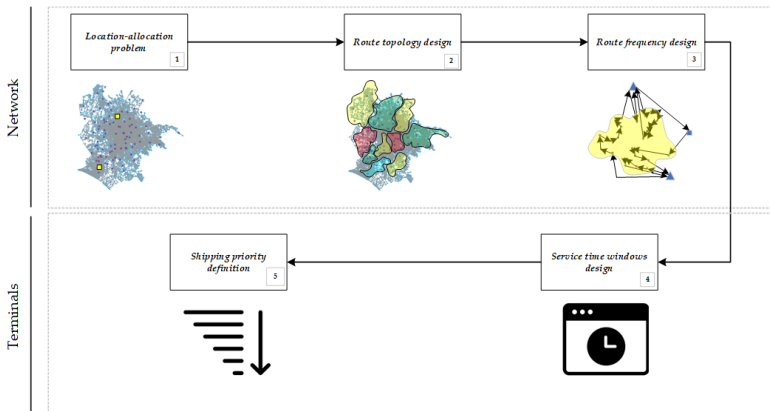 Network
Location-allocation
problem
1
Route topology design
2
Route frequency design
3
Terminals
Shipping priority
definition
5
Service time windows
design
4